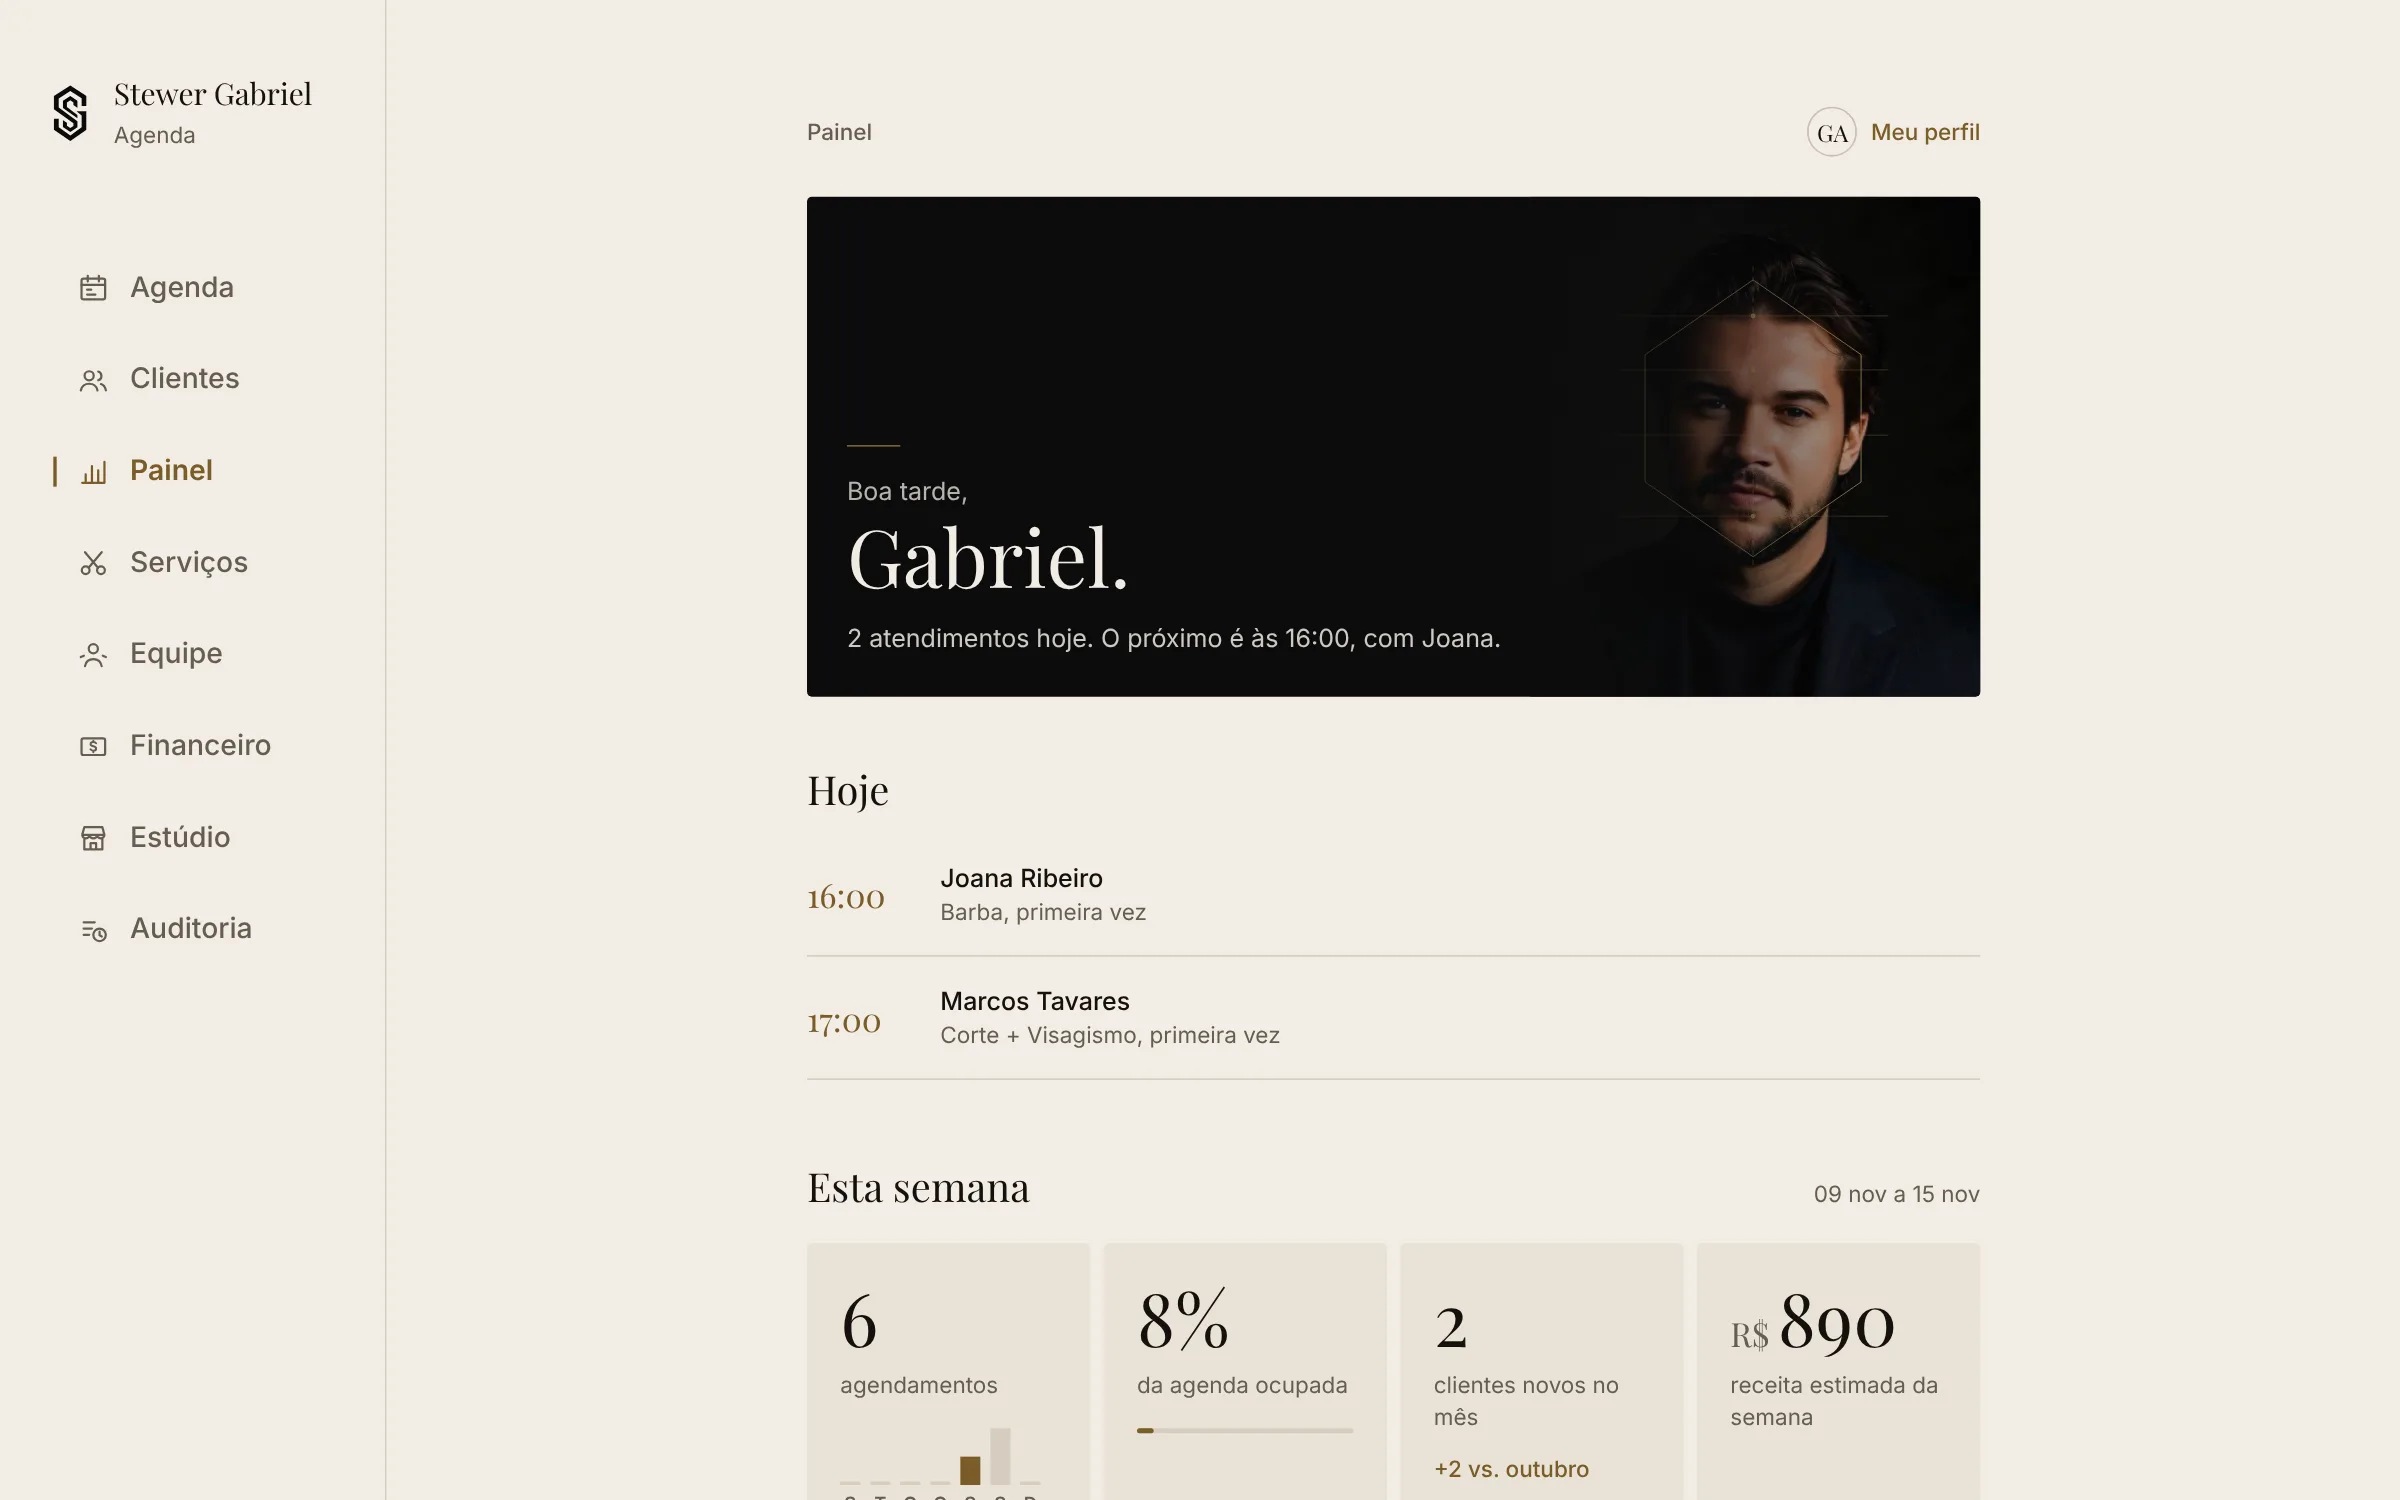 Stewer Gabriel
Agenda
Agenda
Clientes
Painel
Serviços
Equipe
Financeiro
Estúdio
Auditoria
Painel
GA Meu perfil
Boa tarde,
Gabriel.
2 atendimentos hoje. O próximo é às 16:00, com Joana.
Hoje
16:00
Joana Ribeiro
Barba, primeira vez
17:00
Marcos Tavares
Corte + Visagismo, primeira vez
Esta semana
09 nov a 15 nov
6
agendamentos
8%
da agenda ocupada
2
clientes novos no
mês
+2 vs. outubro
R$ 890
receita estimada da
semana